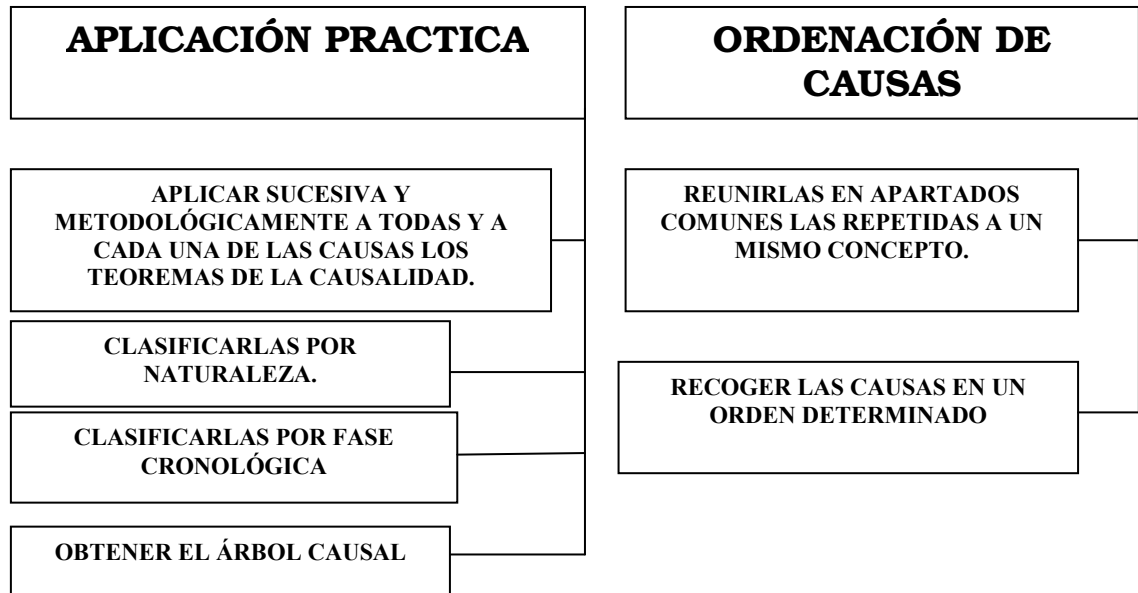 APLICACIÓN PRACTICA
APLICAR SUCESIVA Y
METODOLÓGICAMENTE A TODAS Y A
CADA UNA DE LAS CAUSAS LOS
TEOREMAS DE LA CAUSALIDAD.
CLASIFICARLAS POR
NATURALEZA.
CLASIFICARLAS POR FASE
CRONOLÓGICA
OBTENER EL ÁRBOL CAUSAL
ORDENACIÓN DE
CAUSAS
REUNIRLAS EN APARTADOS
COMUNES LAS REPETIDAS A UN
MISMO CONCEPTO.
RECOGER LAS CAUSAS EN UN
ORDEN DETERMINADO